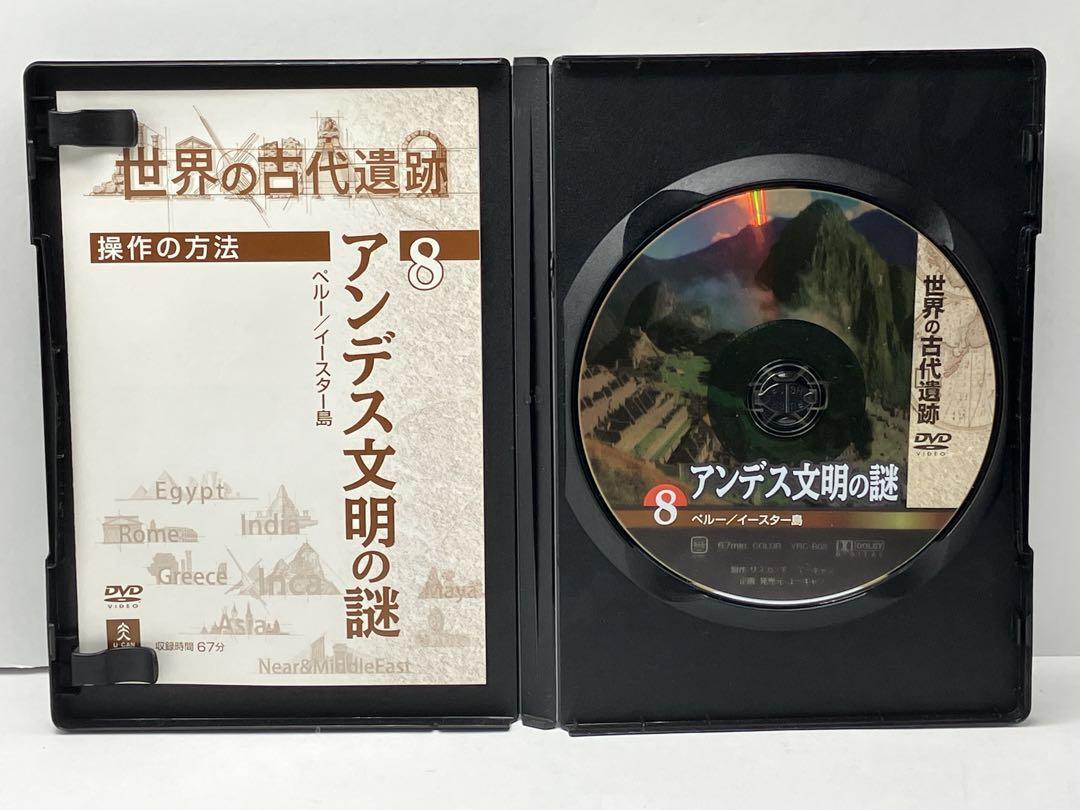 世界の古代遺跡
操作の方法
8
アンデス文明の謎
ペルー/イースター島
Egypt
India
Rome
Greece
Inca
Maya
Asia
Near&MiddleEast
DVD
VIDEO
U-CAN
収録時間 67分
世界の古代遺跡
DVD
VIDEO
8
アンデス文明の謎
ペルー/イースター島
67min. COLOR
DOLBY
DIGITAL